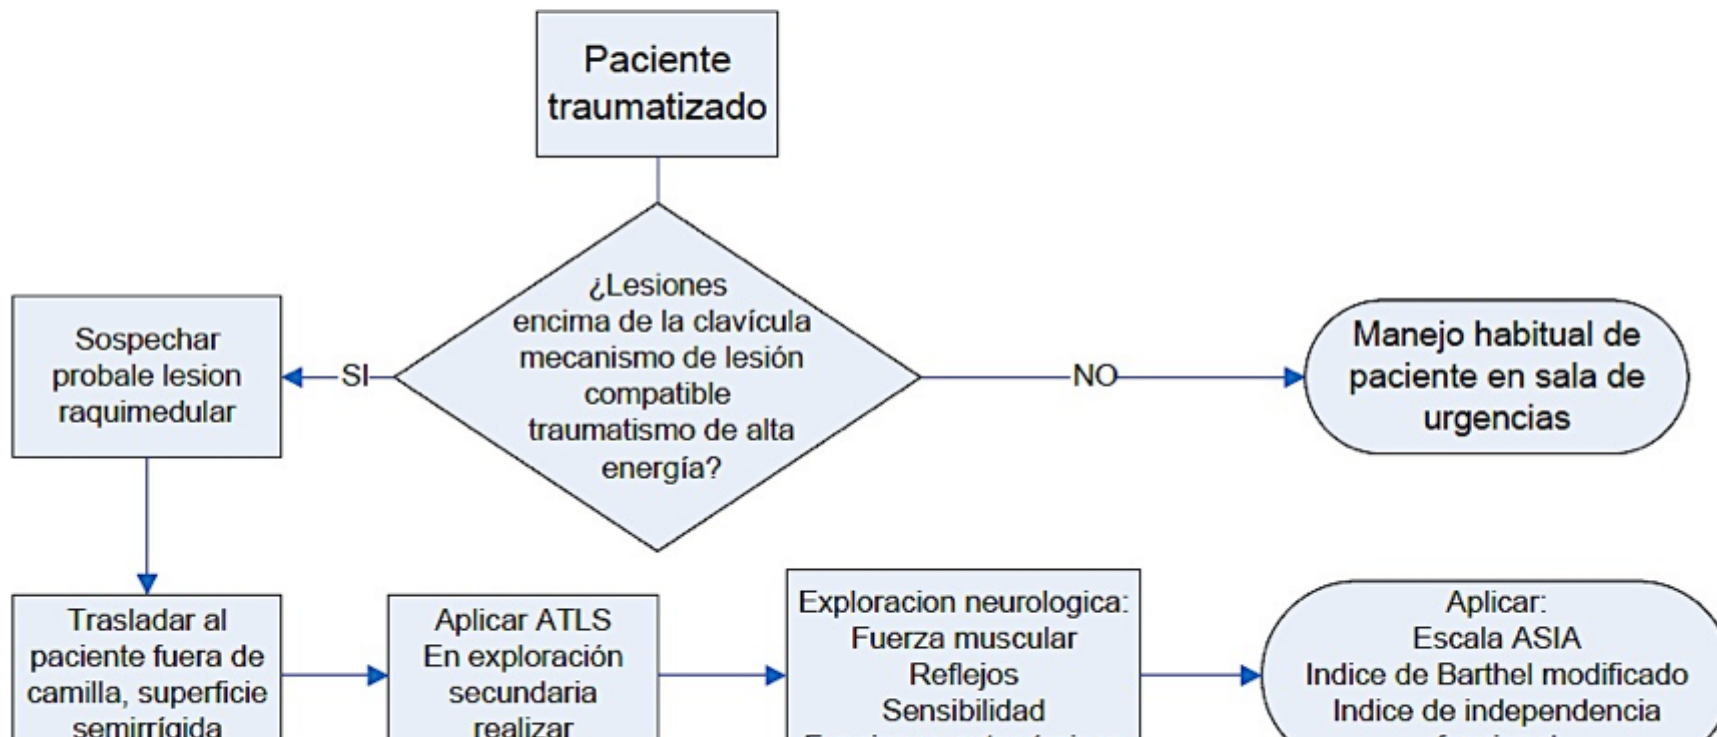 Paciente
traumatizado
¿Lesiones
encima de la clavícula
mecanismo de lesión
compatible
traumatismo de alta
energía?
SI
NO
Sospechar
probale lesion
raquimedular
Manejo habitual de
paciente en sala de
urgencias
Trasladar al
paciente fuera de
camilla, superficie
semirrígida
Aplicar ATLS
En exploración
secundaria
realizar
Exploracion neurologica:
Fuerza muscular
Reflejos
Sensibilidad
Aplicar:
Escala ASIA
Indice de Barthel modificado
Indice de independencia